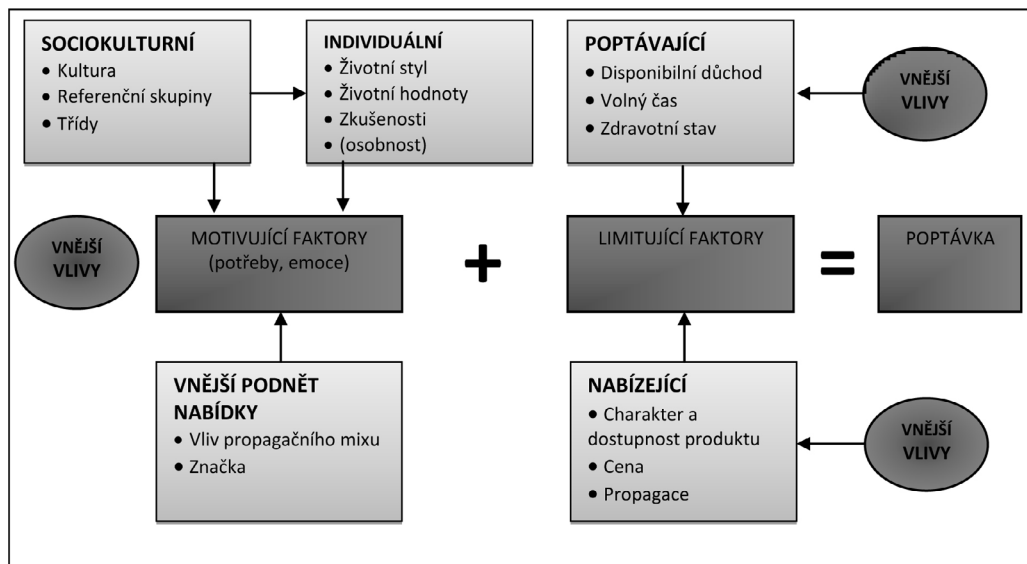 SOCIOKULTURNÍ
• Kultura
• Referenční skupiny
• Třídy
INDIVIDUÁLNÍ
• Životní styl
• Životní hodnoty
• Zkušenosti
• (osobnost)
POPTÁVAJÍCÍ
• Disponibilní důchod
• Volný čas
• Zdravotní stav
VNĚJŠÍ
VLIVY
VNĚJŠÍ
VLIVY
MOTIVUJÍCÍ FAKTORY
(potřeby, emoce)
+
LIMITUJÍCÍ FAKTORY
=
POPTÁVKA
VNĚJŠÍ PODNĚT
NABÍDKY
• Vliv propagačního mixu
• Značka
NABÍZEJÍCÍ
• Charakter a
dostupnost produktu
• Cena
• Propagace
VNĚJŠÍ
VLIVY